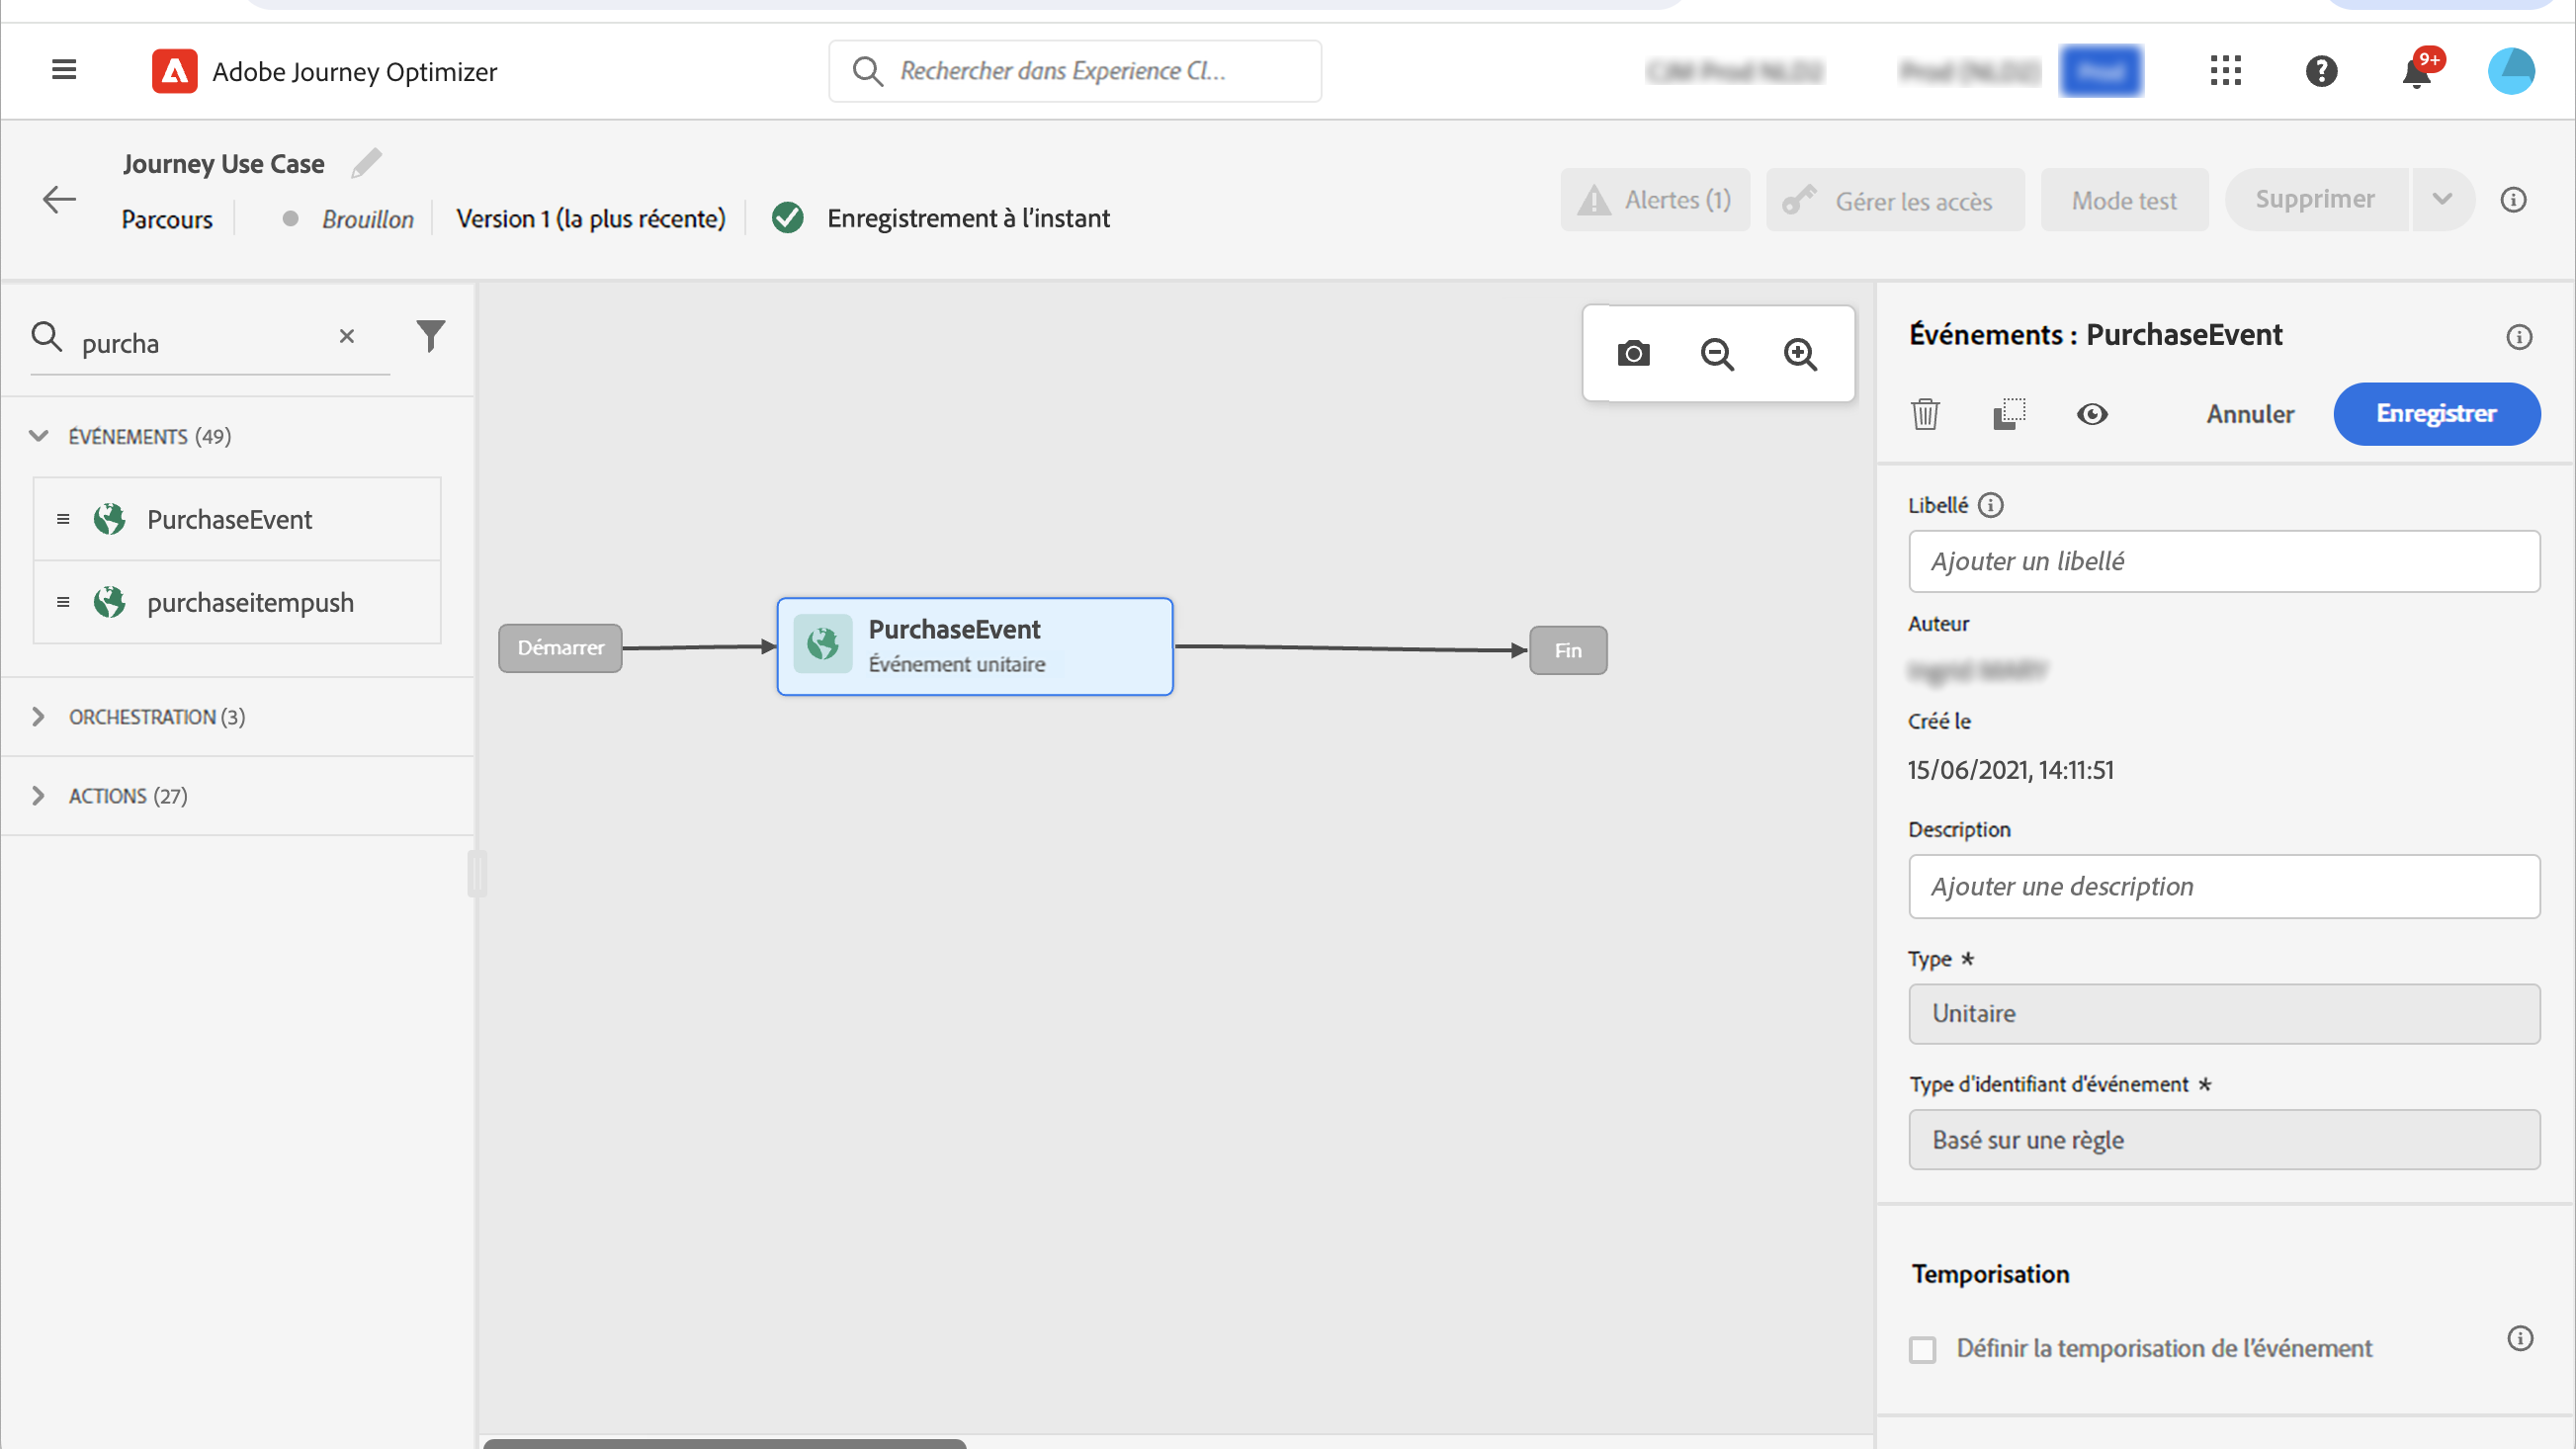 Adobe Journey Optimizer
Rechercher dans Experience Cl...
9+
Journey Use Case
Parcours
Brouillon
Version 1 (la plus récente)
Enregistrement à l'instant
Alertes (1)
Gérer les accès
Mode test
Supprimer
purcha
ÉVÉNEMENTS (49)
PurchaseEvent
purchaseitempush
ORCHESTRATION (3)
ACTIONS (27)
Démarrer
PurchaseEvent
Événement unitaire
Fin
Événements : PurchaseEvent
Annuler
Enregistrer
Libellé
Ajouter un libellé
Auteur
Créé le
15/06/2021, 14:11:51
Description
Ajouter une description
Type *
Unitaire
Type d'identifiant d'événement *
Basé sur une règle
Temporisation
Définir la temporisation de l'événement